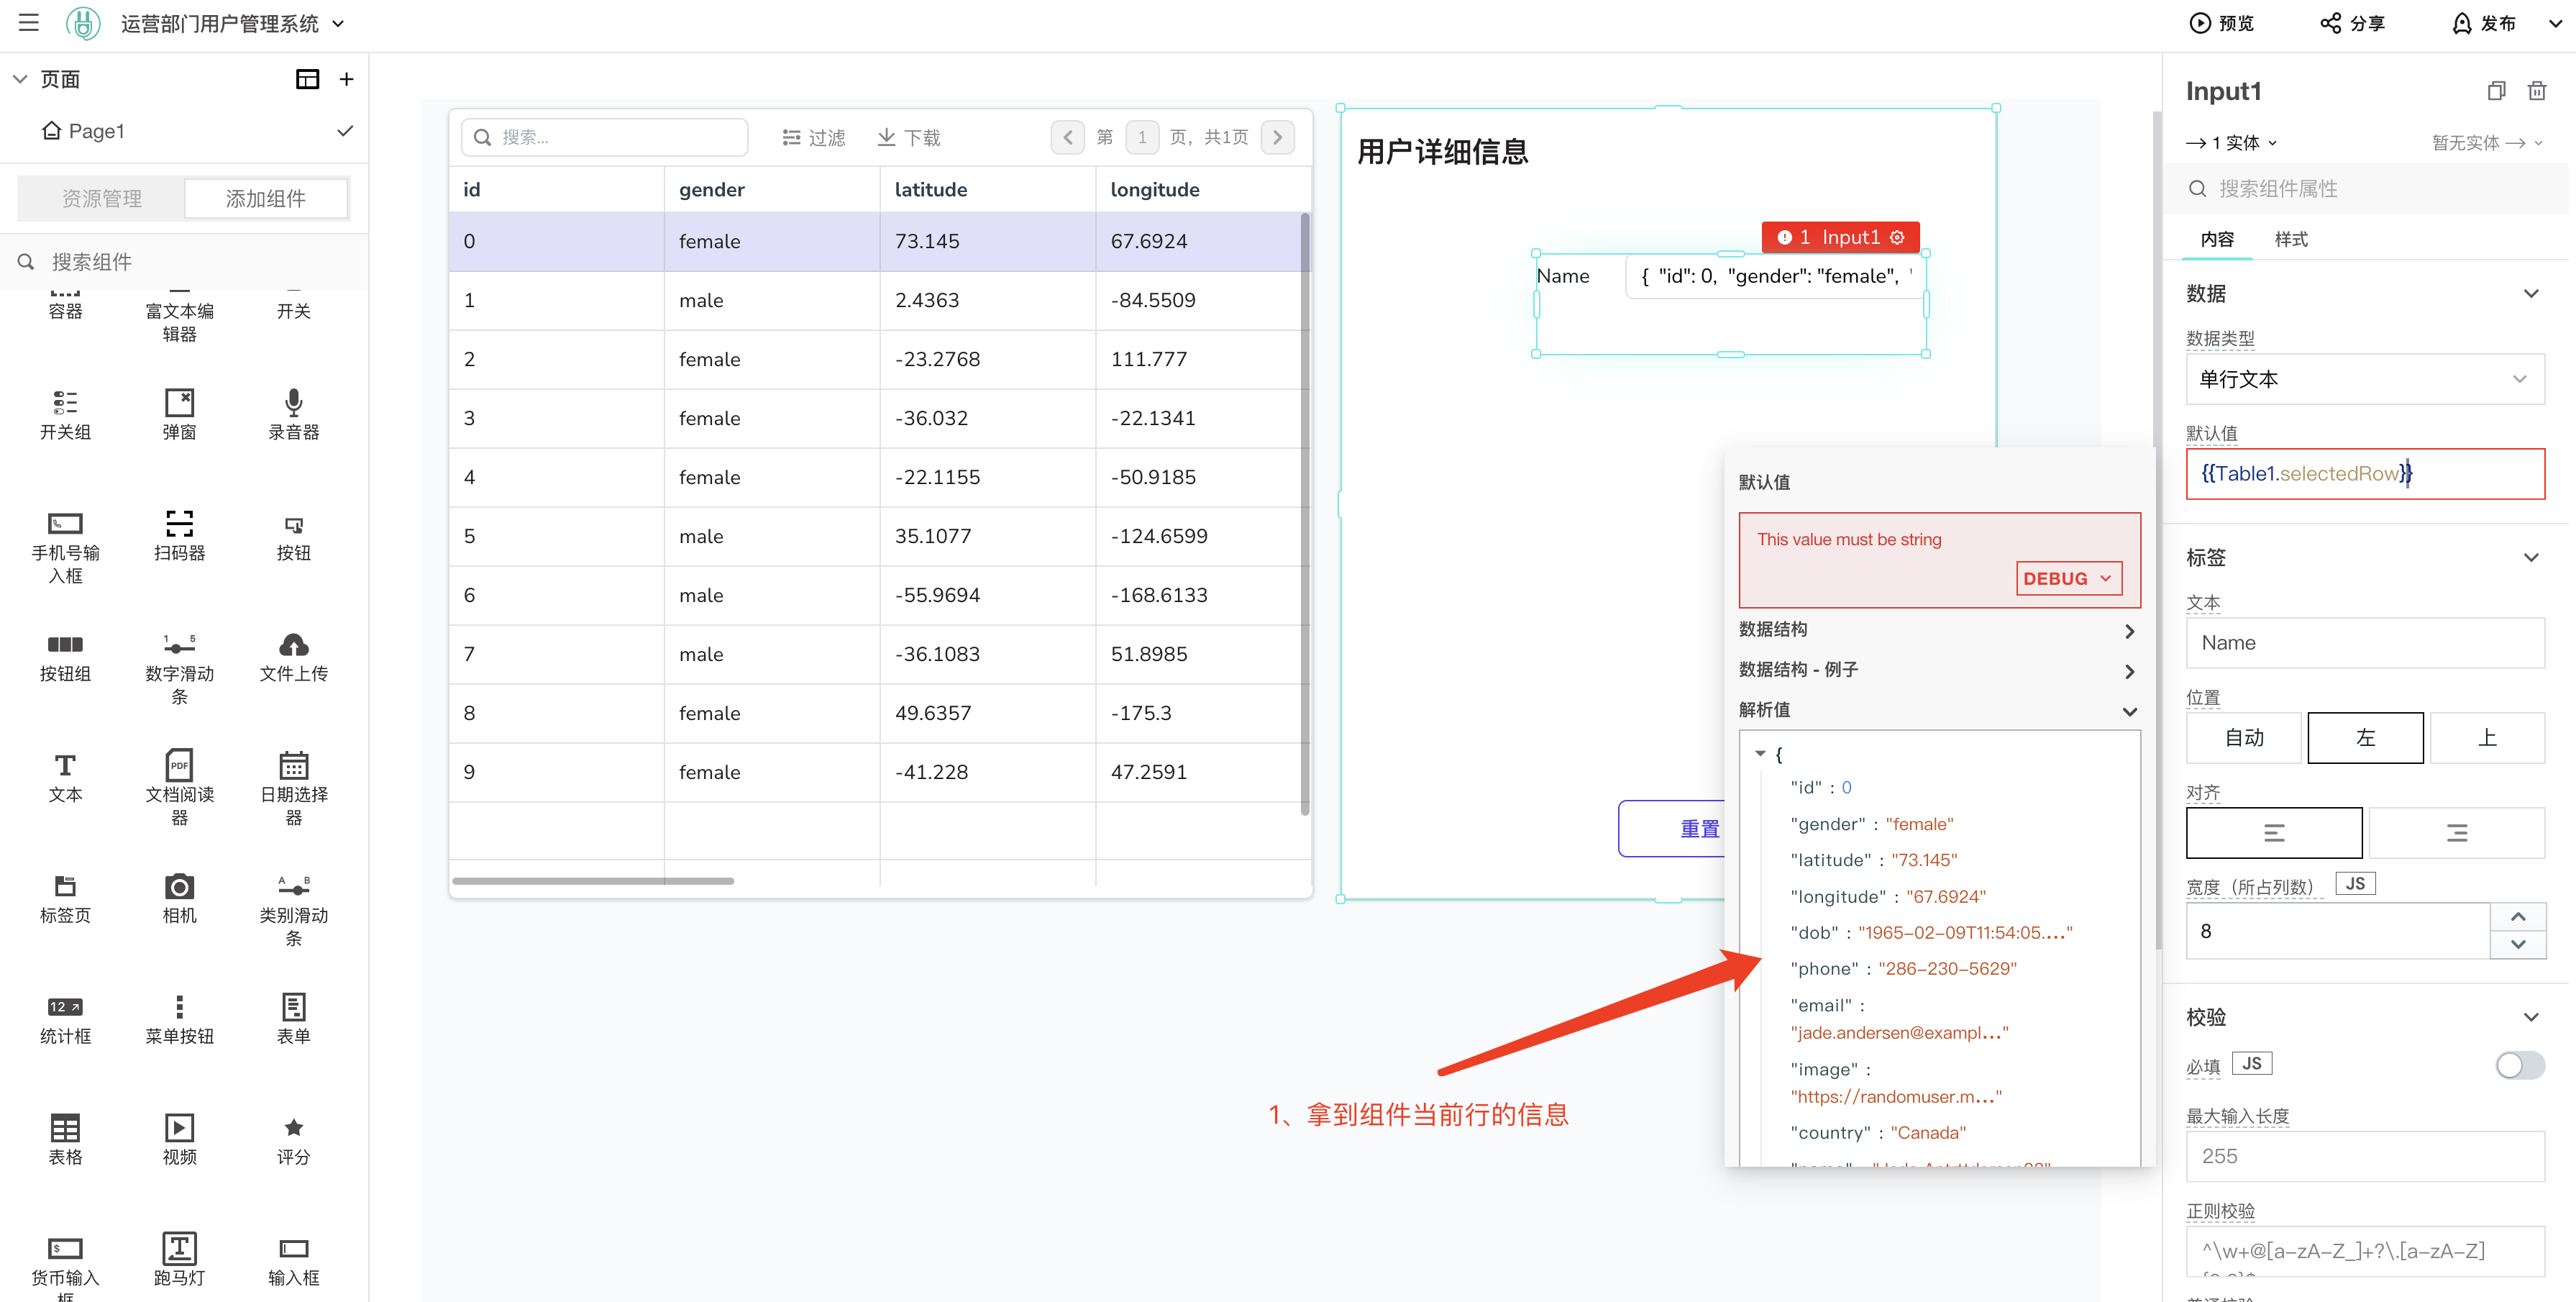 运营部门用户管理系统
预览
分享
发布
页面
Page1
资源管理
添加组件
搜索组件
容器
富文本编辑器
开关
开关组
弹窗
录音器
手机号输入框
扫码器
按钮
按钮组
1 5
数字滑动条
文件上传
文本
PDF
文档阅读器
日期选择器
标签页
相机
A B
类别滑动条
12
统计框
菜单按钮
表单
表格
视频
评分
$
货币输入框
跑马灯
输入框
搜索...
过滤
下载
第 1 页，共1页
id gender latitude longitude
0 female 73.145 67.6924
1 male 2.4363 -84.5509
2 female -23.2768 111.777
3 female -36.032 -22.1341
4 female -22.1155 -50.9185
5 male 35.1077 -124.6599
6 male -55.9694 -168.6133
7 male -36.1083 51.8985
8 female 49.6357 -175.3
9 female -41.228 47.2591
用户详细信息
1 Input1
Name { "id": 0, "gender": "female", "
重置
1、拿到组件当前行的信息
默认值
This value must be string
DEBUG
数据结构
数据结构 - 例子
解析值
{
"id" : 0
"gender" : "female"
"latitude" : "73.145"
"longitude" : "67.6924"
"dob" : "1965-02-09T11:54:05...."
"phone" : "286-230-5629"
"email" :
"jade.andersen@exampl..."
"image" :
"https://randomuser.m..."
"country" : "Canada"
Input1
1 实体
暂无实体
搜索组件属性
内容
样式
数据
数据类型
单行文本
默认值
{{Table1.selectedRow}}
标签
文本
Name
位置
自动
左
上
对齐
宽度（所占列数）
JS
8
校验
必填
JS
最大输入长度
255
正则校验
^\w+@[a-zA-Z_]+?\.[a-zA-Z]